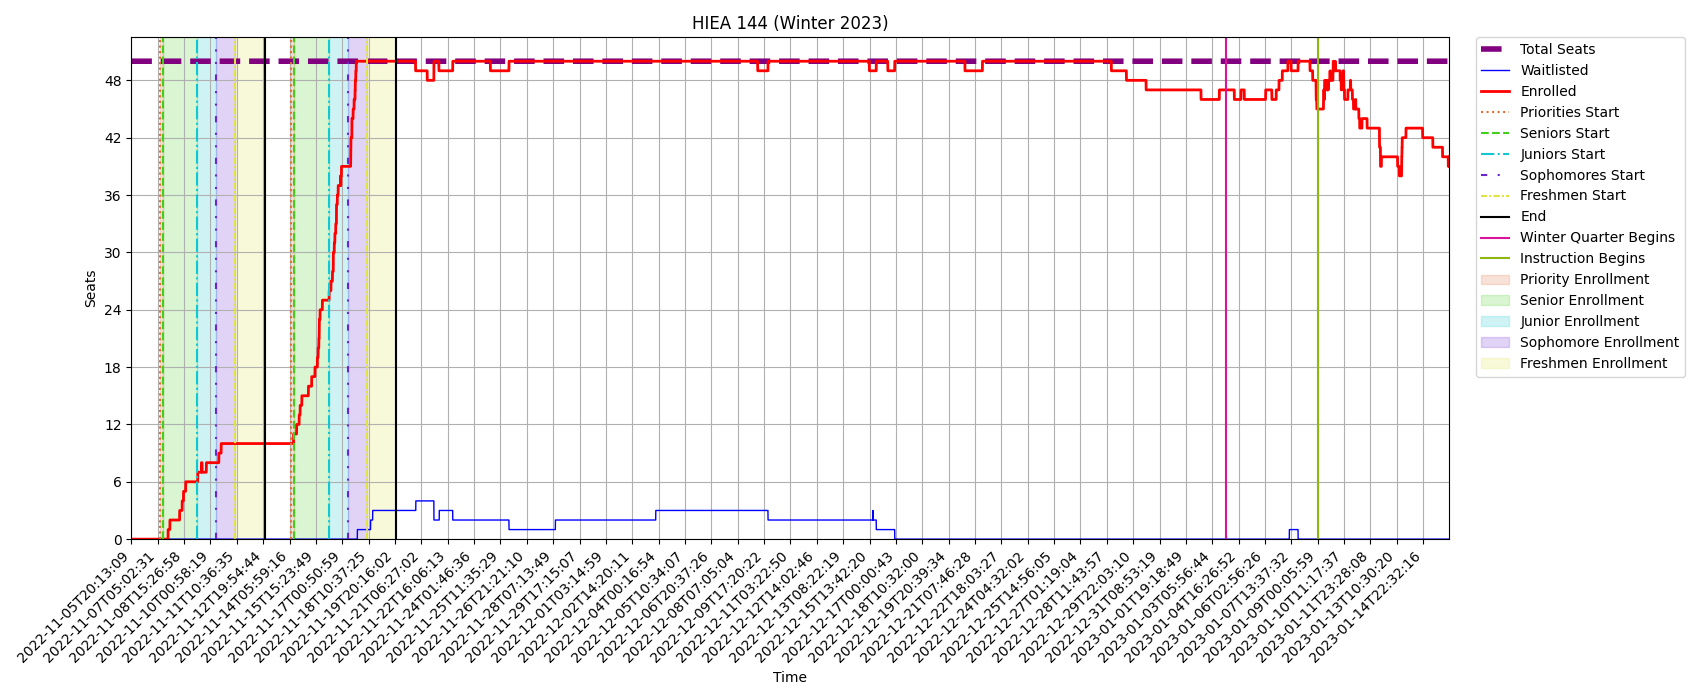 HIEA 144 (Winter 2023)
Seats
48
42
36
30
24
18
12
6
0
2022-11-05T20:13:09
2022-11-07T05:02:31
2022-11-08T15:26:58
2022-11-10T00:58:19
2022-11-11T10:36:35
2022-11-12T19:54:44
2022-11-14T05:59:16
2022-11-15T15:23:49
2022-11-17T00:50:59
2022-11-18T10:37:25
2022-11-19T20:16:02
2022-11-21T06:27:02
2022-11-22T16:06:13
2022-11-24T01:46:36
2022-11-25T11:35:29
2022-11-26T21:21:10
2022-11-28T07:13:49
2022-11-29T17:15:07
2022-12-01T03:14:59
2022-12-02T14:20:11
2022-12-04T00:16:54
2022-12-05T10:34:07
2022-12-06T20:37:26
2022-12-08T07:05:04
2022-12-09T17:20:22
2022-12-11T03:22:50
2022-12-12T14:02:46
2022-12-13T08:22:19
2022-12-15T13:42:20
2022-12-17T00:00:43
2022-12-18T10:32:00
2022-12-19T20:39:34
2022-12-21T07:46:28
2022-12-22T18:03:27
2022-12-24T04:32:02
2022-12-25T14:56:05
2022-12-27T01:19:04
2022-12-28T11:43:57
2022-12-29T22:03:10
2022-12-31T08:53:19
2023-01-01T19:18:49
2023-01-03T05:56:44
2023-01-04T16:26:52
2023-01-06T02:56:26
2023-01-07T13:37:32
2023-01-09T00:05:59
2023-01-10T11:17:37
2023-01-11T23:28:08
2023-01-13T10:30:20
2023-01-14T22:32:16
Time
Total Seats
Waitlisted
Enrolled
Priorities Start
Seniors Start
Juniors Start
Sophomores Start
Freshmen Start
End
Winter Quarter Begins
Instruction Begins
Priority Enrollment
Senior Enrollment
Junior Enrollment
Sophomore Enrollment
Freshmen Enrollment